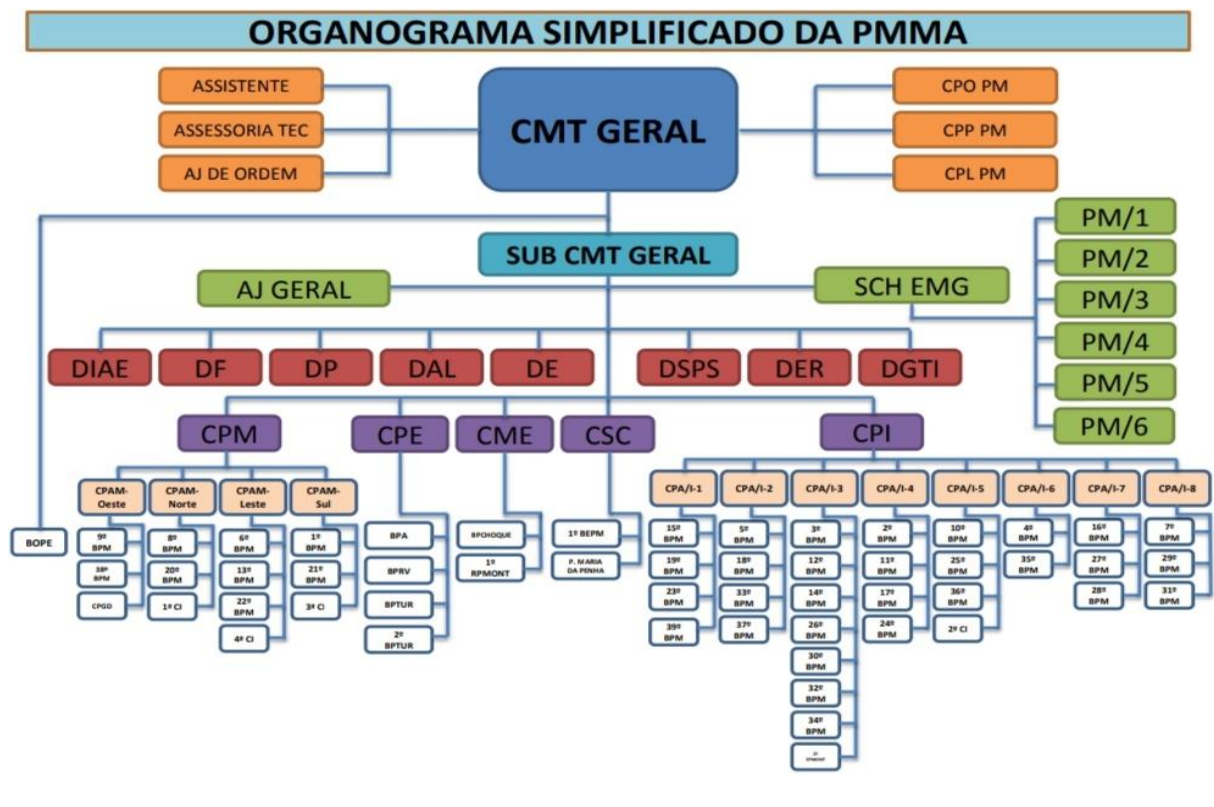 ORGANOGRAMA SIMPLIFICADO DA PMMA
ASSISTENTE
ASSESSORIA TEC
AJ DE ORDEM
CMT GERAL
CPO PM
CPP PM
CPL PM
SUB CMT GERAL
AJ GERAL
SCH EMG
PM/1
PM/2
PM/3
PM/4
PM/5
PM/6
DIAE
DF
DP
DAL
DE
DSPS
DER
DGTI
CPM
CPE
CME
CSC
CPI
BOPE
CPAM-
Oeste
9º
BPM
38º
BPM
CPGD
CPAM-
Norte
8º
BPM
20º
BPM
1ª CI
CPAM-
Leste
6º
BPM
13º
BPM
22º
BPM
4ª CI
CPAM-
Sul
1º
BPM
21º
BPM
3ª CI
BPA
BPRV
BPTUR
2º
BPTUR
BPCHOQUE
1º
RPMONT
1º BEPM
P. MARIA
DA PENHA
CPA/I-1
15º
BPM
19º
BPM
23º
BPM
39º
BPM
CPA/I-2
5º
BPM
18º
BPM
33º
BPM
37º
BPM
CPA/I-3
3º
BPM
12º
BPM
14º
BPM
26º
BPM
30º
BPM
32º
BPM
34º
BPM
CPA/I-4
2º
BPM
11º
BPM
17º
BPM
24º
BPM
CPA/I-5
10º
BPM
25º
BPM
36º
BPM
2ª CI
CPA/I-6
4º
BPM
35º
BPM
CPA/I-7
16º
BPM
27º
BPM
28º
BPM
CPA/I-8
7º
BPM
29º
BPM
31º
BPM